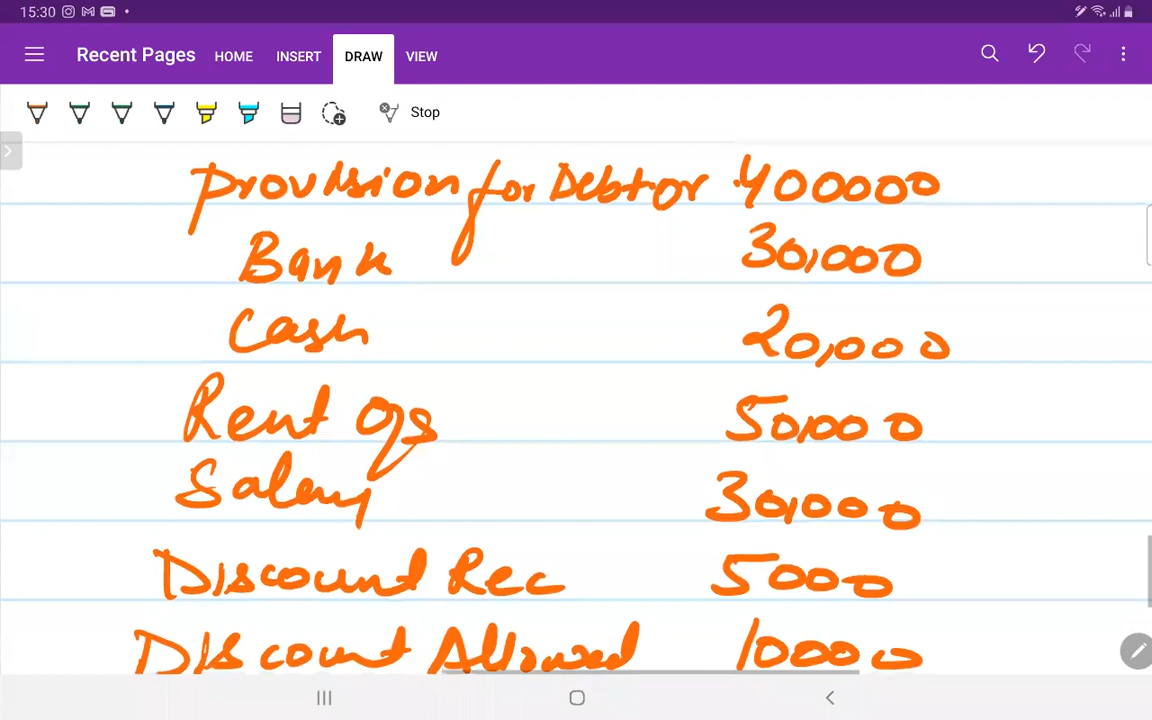 15:30
Recent Pages HOME INSERT DRAW VIEW
Stop
Provision for Debtor 400000
Bank 30,000
Cash 20,000
Rent o/s 50,000
Salary 30,000
Discount Rec 5000
Discount Allowed 10000